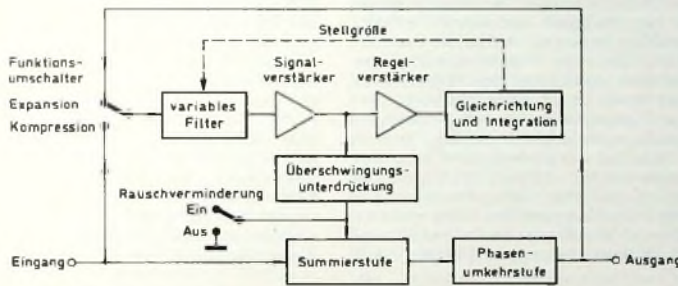 Stellgröße
Funktions-
umschalter
Signal-
verstärker
Regel-
verstärker
Expansion
Kompression
variables
Filter
Gleichrichtung
und Integration
Überschwingungs-
unterdrückung
Rauschverminderung
Ein
Aus
Eingang
Summierstufe
Phasen-
umkehrstufe
Ausgang